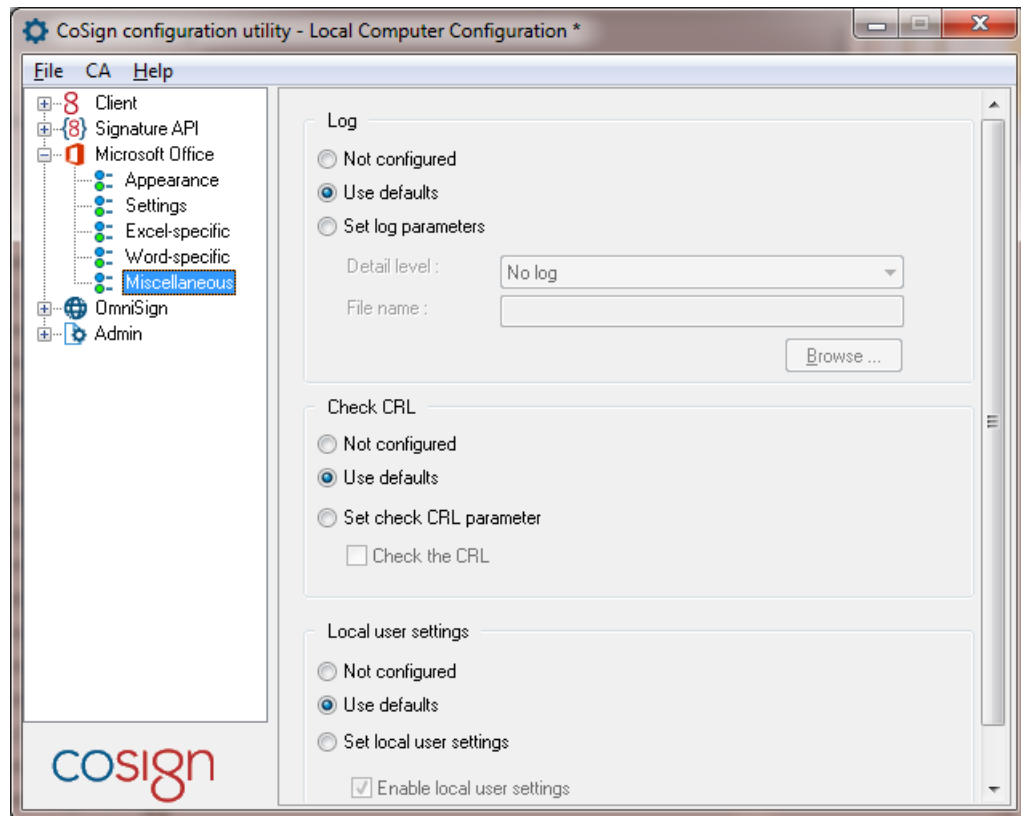 CoSign configuration utility - Local Computer Configuration *
File CA Help
Client
Signature API
Microsoft Office
Appearance
Settings
Excel-specific
Word-specific
Miscellaneous
OmniSign
Admin
cosign
Log
Not configured
Use defaults
Set log parameters
Detail level :
No log
File name :
Browse ...
Check CRL
Not configured
Use defaults
Set check CRL parameter
Check the CRL
Local user settings
Not configured
Use defaults
Set local user settings
Enable local user settings